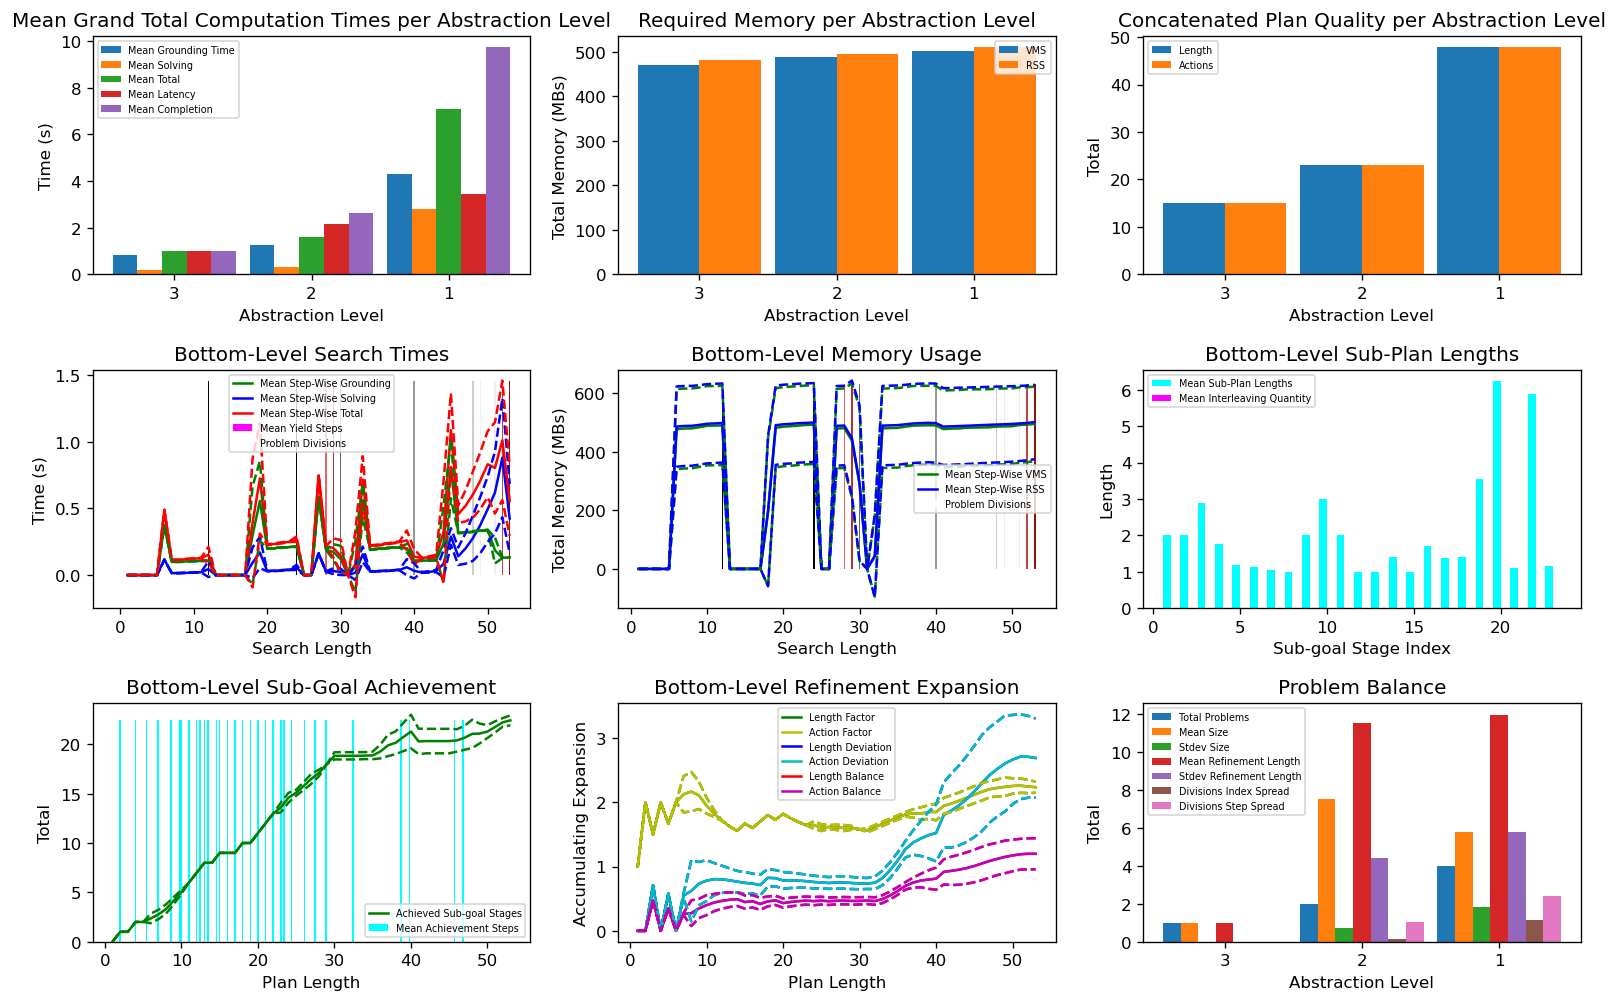 Mean Grand Total Computation Times per Abstraction Level
10
8
6
4
2
0
Time (s)
Mean Grounding Time
Mean Solving
Mean Total
Mean Latency
Mean Completion
3 2 1
Abstraction Level
Required Memory per Abstraction Level
500
400
300
200
100
0
Total Memory (MBs)
VMS
RSS
3 2 1
Abstraction Level
Concatenated Plan Quality per Abstraction Level
50
40
30
20
10
0
Total
Length
Actions
3 2 1
Abstraction Level
Bottom-Level Search Times
1.5
1.0
0.5
0.0
Time (s)
Mean Step-Wise Grounding
Mean Step-Wise Solving
Mean Step-Wise Total
Mean Yield Steps
Problem Divisions
0 10 20 30 40 50
Search Length
Bottom-Level Memory Usage
600
400
200
0
Total Memory (MBs)
Mean Step-Wise VMS
Mean Step-Wise RSS
Problem Divisions
0 10 20 30 40 50
Search Length
Bottom-Level Sub-Plan Lengths
6
5
4
3
2
1
0
Length
Mean Sub-Plan Lengths
Mean Interleaving Quantity
0 5 10 15 20
Sub-goal Stage Index
Bottom-Level Sub-Goal Achievement
20
15
10
5
0
Total
Achieved Sub-goal Stages
Mean Achievement Steps
0 10 20 30 40 50
Plan Length
Bottom-Level Refinement Expansion
3
2
1
0
Accumulating Expansion
Length Factor
Action Factor
Length Deviation
Action Deviation
Length Balance
Action Balance
0 10 20 30 40 50
Plan Length
Problem Balance
12
10
8
6
4
2
0
Total
Total Problems
Mean Size
Stdev Size
Mean Refinement Length
Stdev Refinement Length
Divisions Index Spread
Divisions Step Spread
3 2 1
Abstraction Level